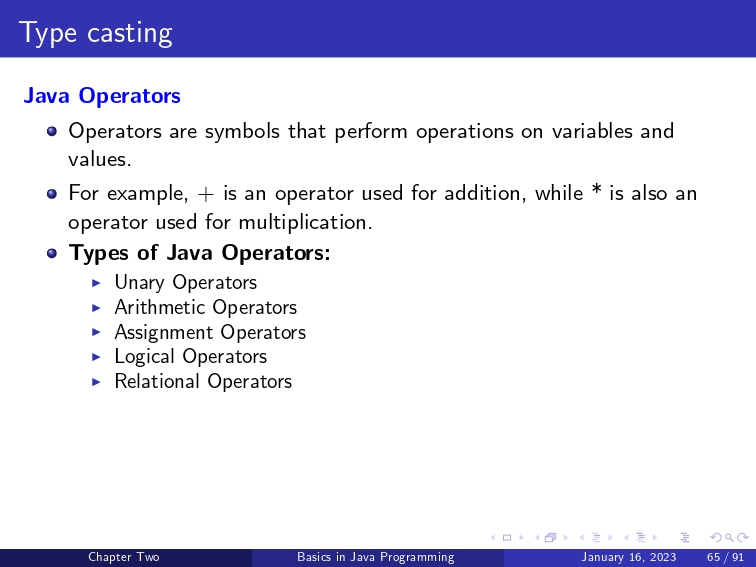 Type casting
Java Operators
Operators are symbols that perform operations on variables and
values.
For example, + is an operator used for addition, while * is also an
operator used for multiplication.
Types of Java Operators:
Unary Operators
Arithmetic Operators
Assignment Operators
Logical Operators
Relational Operators
Chapter Two Basics in Java Programming January 16, 2023 65 / 91